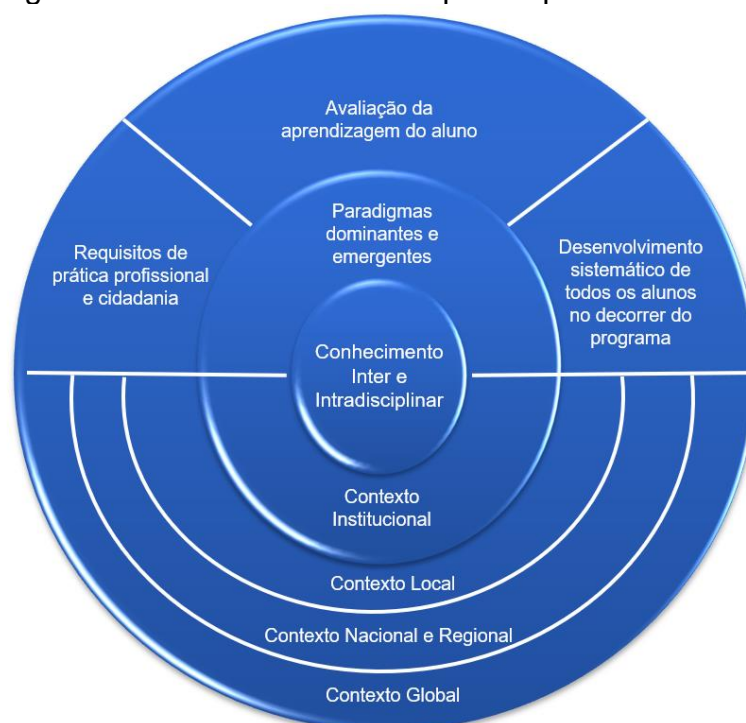 Avaliação da
aprendizagem do aluno
Paradigmas
dominantes e
emergentes
Requisitos de
prática profissional
e cidadania
Desenvolvimento
sistemático de
todos os alunos
no decorrer do
programa
Conhecimento
Inter e
Intradisciplinar
Contexto
Institucional
Contexto Local
Contexto Nacional e Regional
Contexto Global